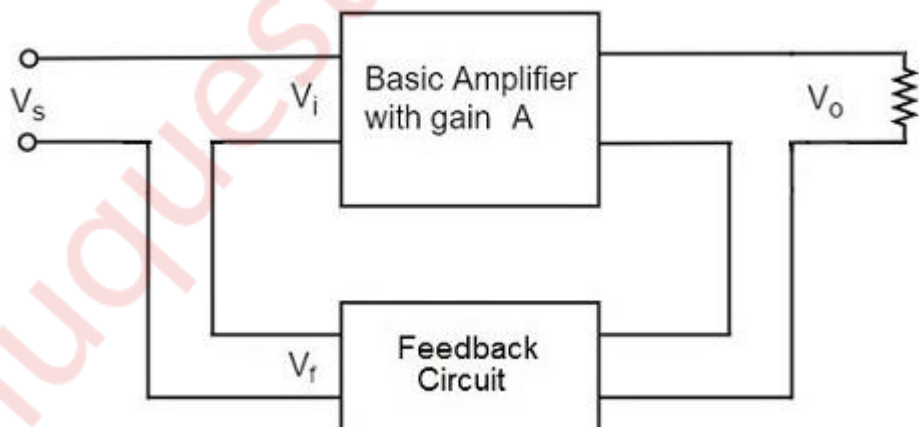 Basic Amplifier
with gain A
Vs
Vi
Vo
Feedback
Circuit
Vf